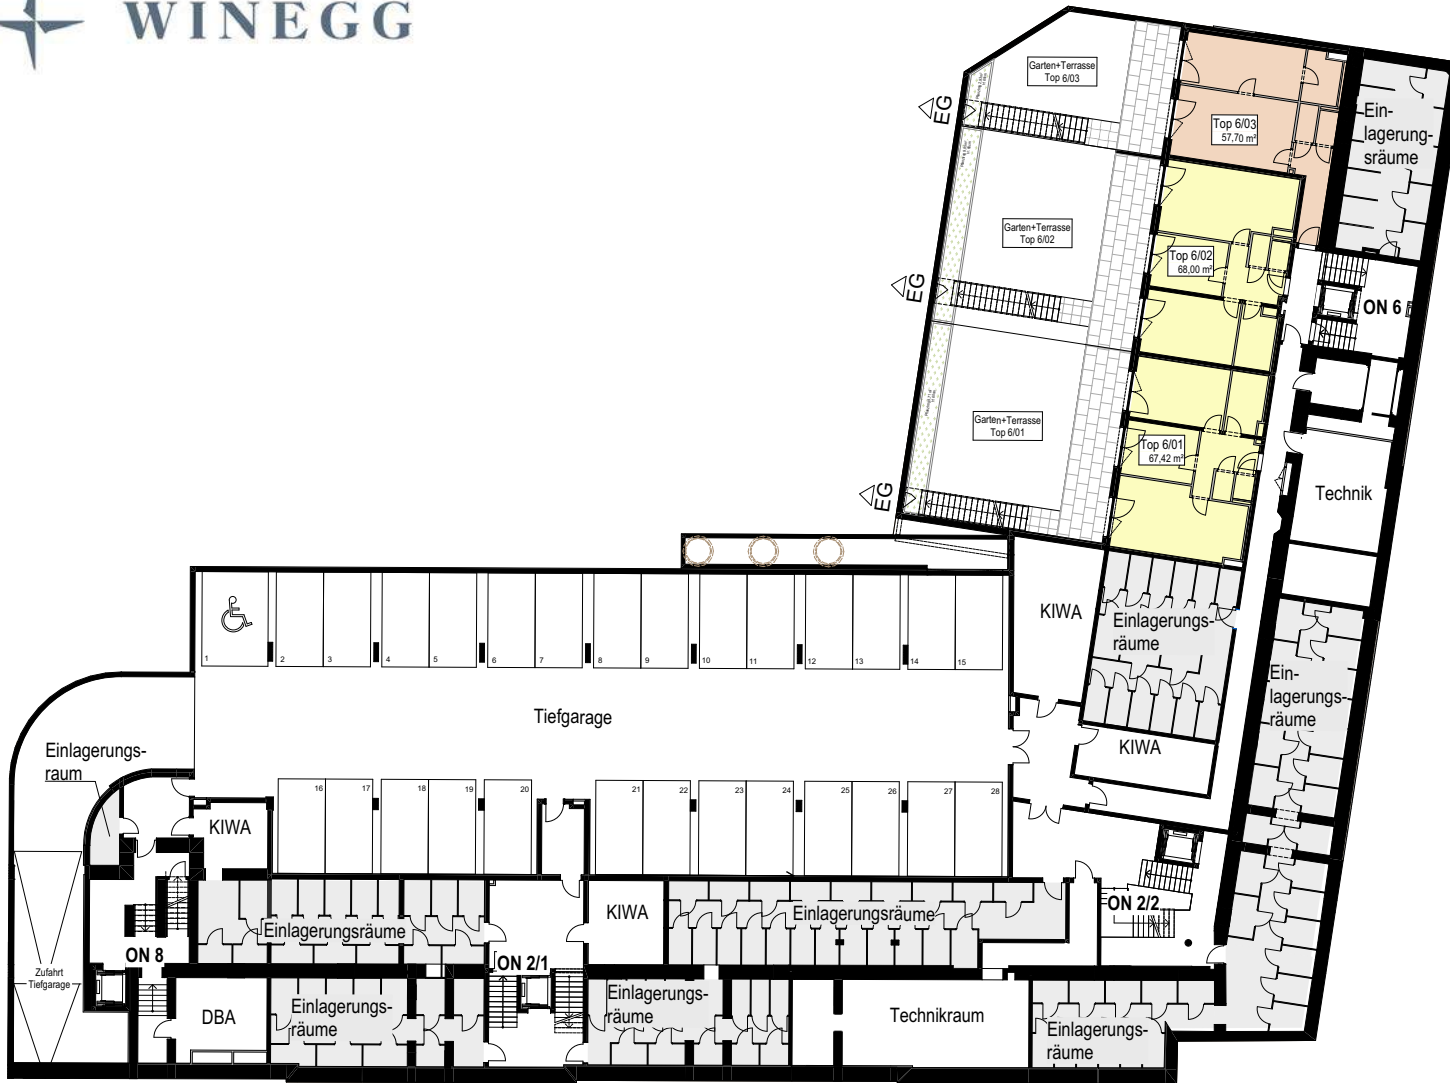 WINEGG
Garten+Terrasse
Top 6/03
EG
Top 6/03
57,70 m²
Ein-
lagerung-
sräume
Garten+Terrasse
Top 6/02
EG
Top 6/02
68,00 m²
ON 6
Garten+Terrasse
Top 6/01
EG
Top 6/01
67,42 m²
Technik
KIWA
Einlagerungs-
räume
Ein-
lagerungs-
räume
KIWA
1 2 3 4 5 6 7 8 9 10 11 12 13 14 15
Tiefgarage
Einlagerungs-
raum
16 17 18 19 20 21 22 23 24 25 26 27 28
KIWA
Einlagerungsräume
KIWA
Einlagerungsräume
ON 2/2
ON 8
ON 2/1
Zufahrt
Tiefgarage
DBA
Einlagerungs-
räume
Einlagerungs-
räume
Technikraum
Einlagerungs-
räume